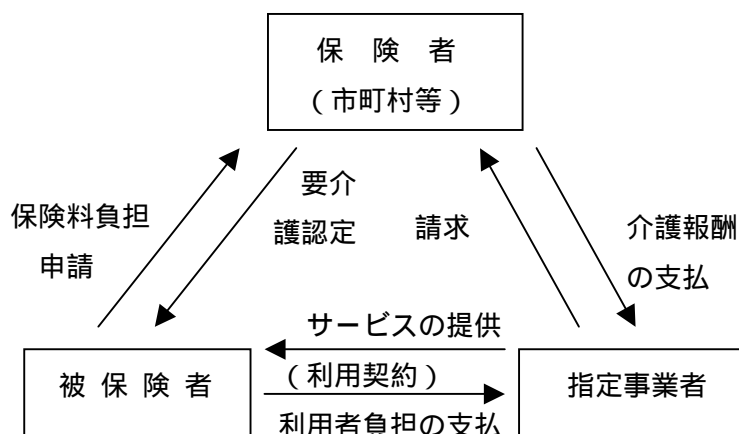 保 険 者
（市町村等）
保険料負担
申請
要介
護認定
請求
介護報酬
の支払
サービスの提供
被 保 険 者
（利用契約）
指定事業者
利用者負担の支払